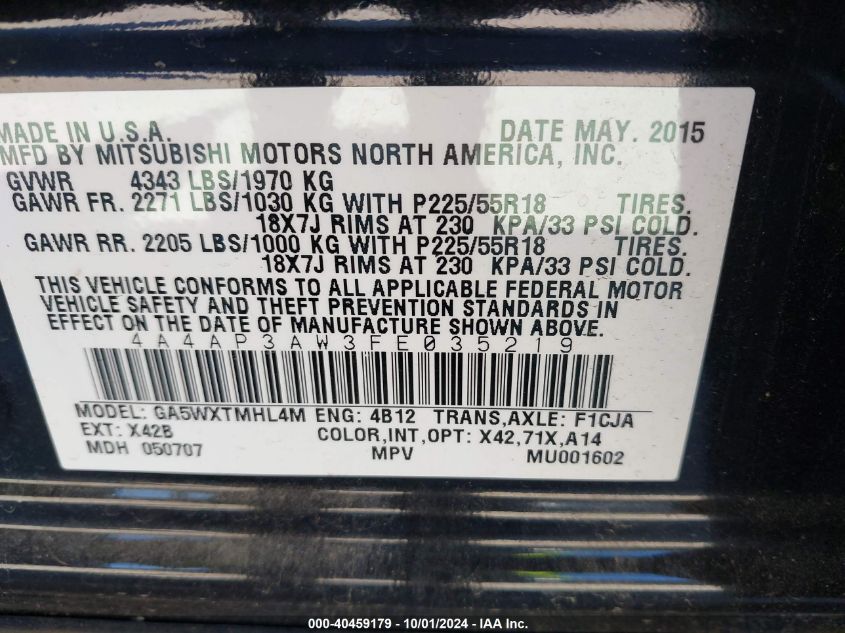 MADE IN U.S.A. DATE MAY. 2015
MFD BY MITSUBISHI MOTORS NORTH AMERICA, INC.
GVWR 4343 LBS/1970 KG
GAWR FR. 2271 LBS/1030 KG WITH P225/55R18 TIRES.
18X7J RIMS AT 230 KPA/33 PSI COLD.
GAWR RR. 2205 LBS/1000 KG WITH P225/55R18 TIRES.
18X7J RIMS AT 230 KPA/33 PSI COLD.
THIS VEHICLE CONFORMS TO ALL APPLICABLE FEDERAL MOTOR
VEHICLE SAFETY AND THEFT PREVENTION STANDARDS IN
EFFECT ON THE DATE OF MANUFACTURE SHOWN ABOVE.
4A4AP3AW3FE035219
MODEL: GA5WXTMHL4M ENG: 4B12 TRANS,AXLE: F1CJA
EXT: X42B COLOR,INT,OPT: X42,71X,A14
MDH 050707 MPV MU001602
000-40459179 - 10/01/2024 - IAA Inc.